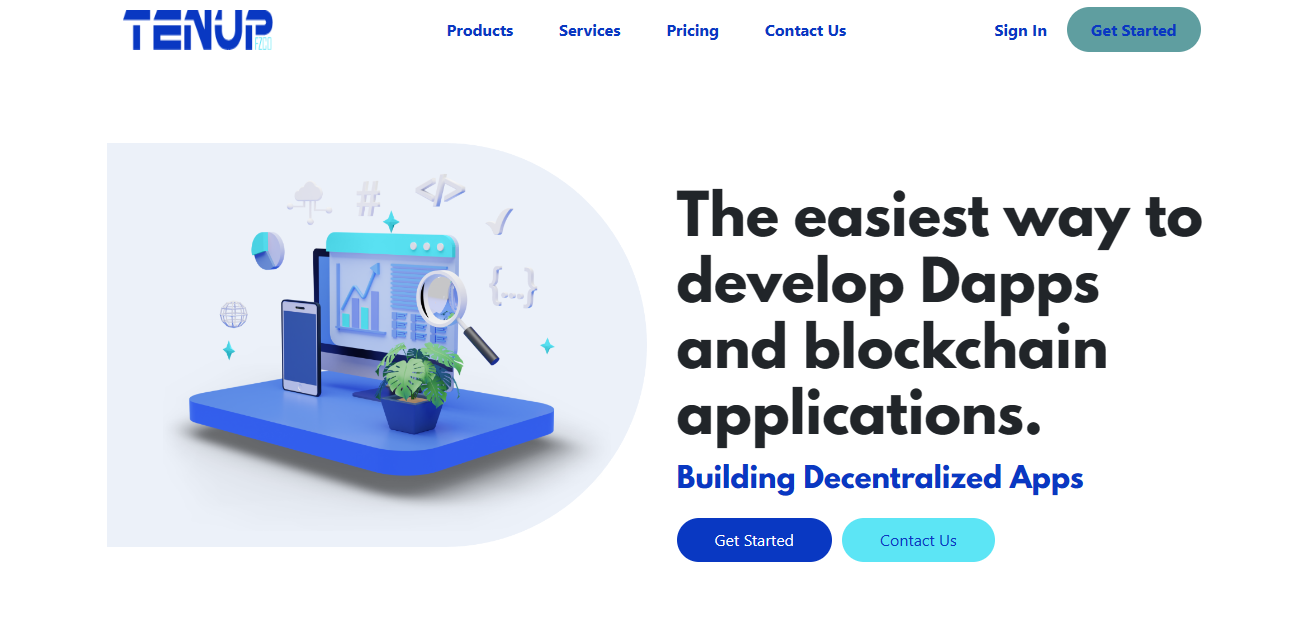 TENUP
FZCO
Products Services Pricing Contact Us Sign In Get Started
The easiest way to
develop Dapps
and blockchain
applications.
Building Decentralized Apps
Get Started Contact Us